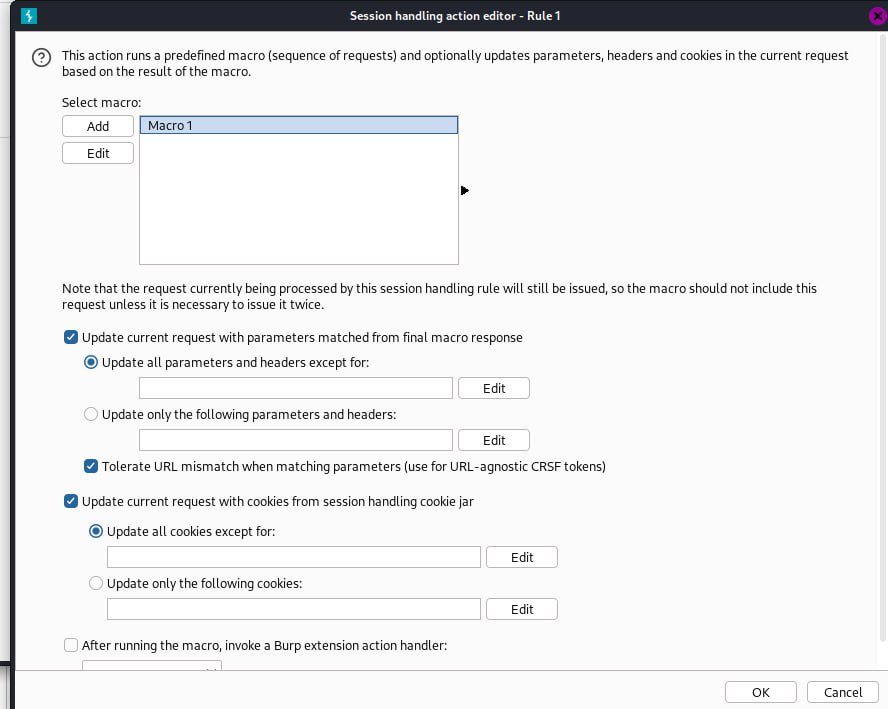 Session handling action editor - Rule 1
This action runs a predefined macro (sequence of requests) and optionally updates parameters, headers and cookies in the current request
based on the result of the macro.
Select macro:
Add
Macro 1
Edit
Note that the request currently being processed by this session handling rule will still be issued, so the macro should not include this
request unless it is necessary to issue it twice.
Update current request with parameters matched from final macro response
Update all parameters and headers except for:
Edit
Update only the following parameters and headers:
Edit
Tolerate URL mismatch when matching parameters (use for URL-agnostic CRSF tokens)
Update current request with cookies from session handling cookie jar
Update all cookies except for:
Edit
Update only the following cookies:
Edit
After running the macro, invoke a Burp extension action handler:
OK
Cancel